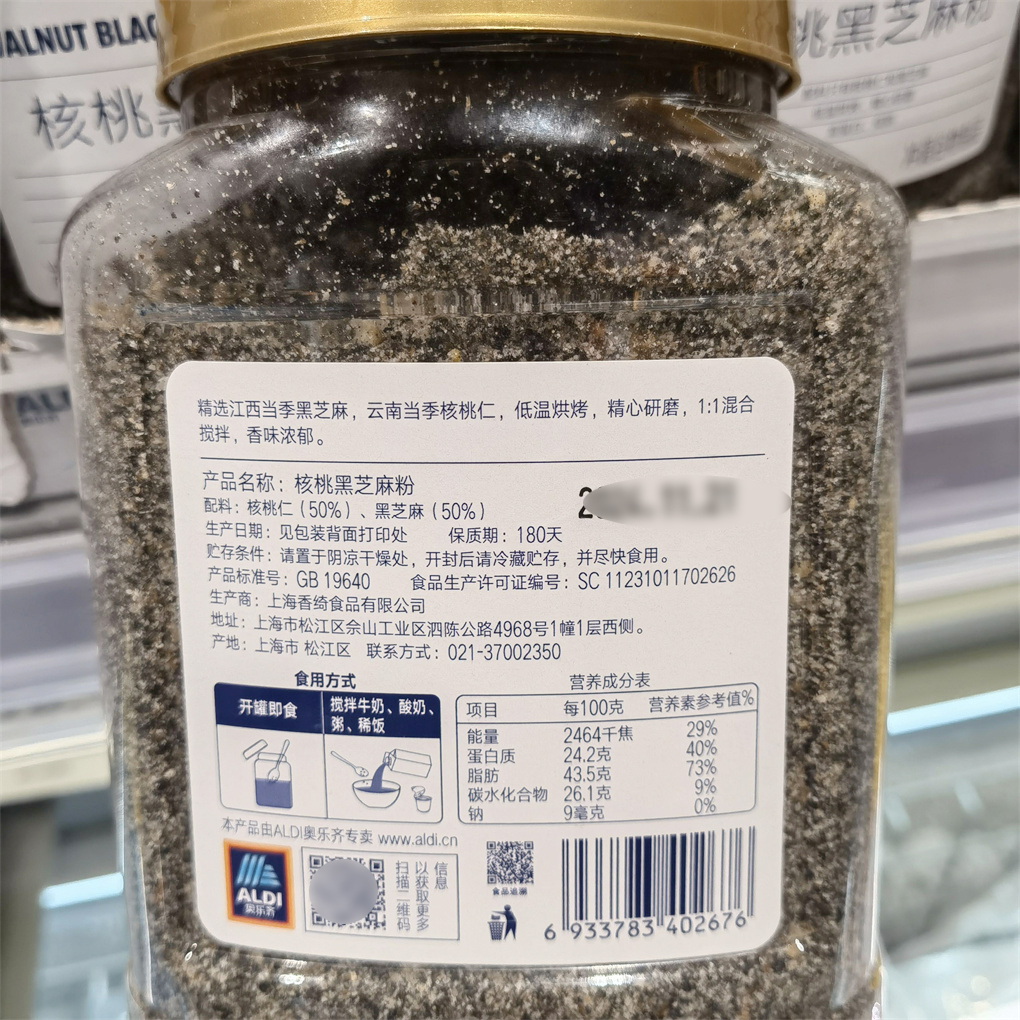 WALNUT BLAC
核桃
桃黑芝麻粉
精选江西当季黑芝麻，云南当季核桃仁，低温烘烤，精心研磨，1:1混合
搅拌，香味浓郁。
产品名称：核桃黑芝麻粉
配料：核桃仁（50%）、黑芝麻（50%）
生产日期：见包装背面打印处 保质期：180天
贮存条件：请置于阴凉干燥处，开封后请冷藏贮存，并尽快食用。
产品标准号：GB 19640 食品生产许可证编号：SC 11231011702626
生产商：上海香绮食品有限公司
地址：上海市松江区佘山工业区泗陈公路4968号1幢1层西侧。
产地：上海市 松江区 联系方式：021-37002350
食用方式
开罐即食
搅拌牛奶、酸奶、
粥、稀饭
营养成分表
项目 每100克 营养素参考值%
能量 2464千焦 29%
蛋白质 24.2克 40%
脂肪 43.5克 73%
碳水化合物 26.1克 9%
钠 9毫克 0%
本产品由ALDI奥乐齐专卖 www.aldi.cn
ALDI
奥乐齐
扫描二维码
以获取更多
信息
食品追溯
6 933783 402676